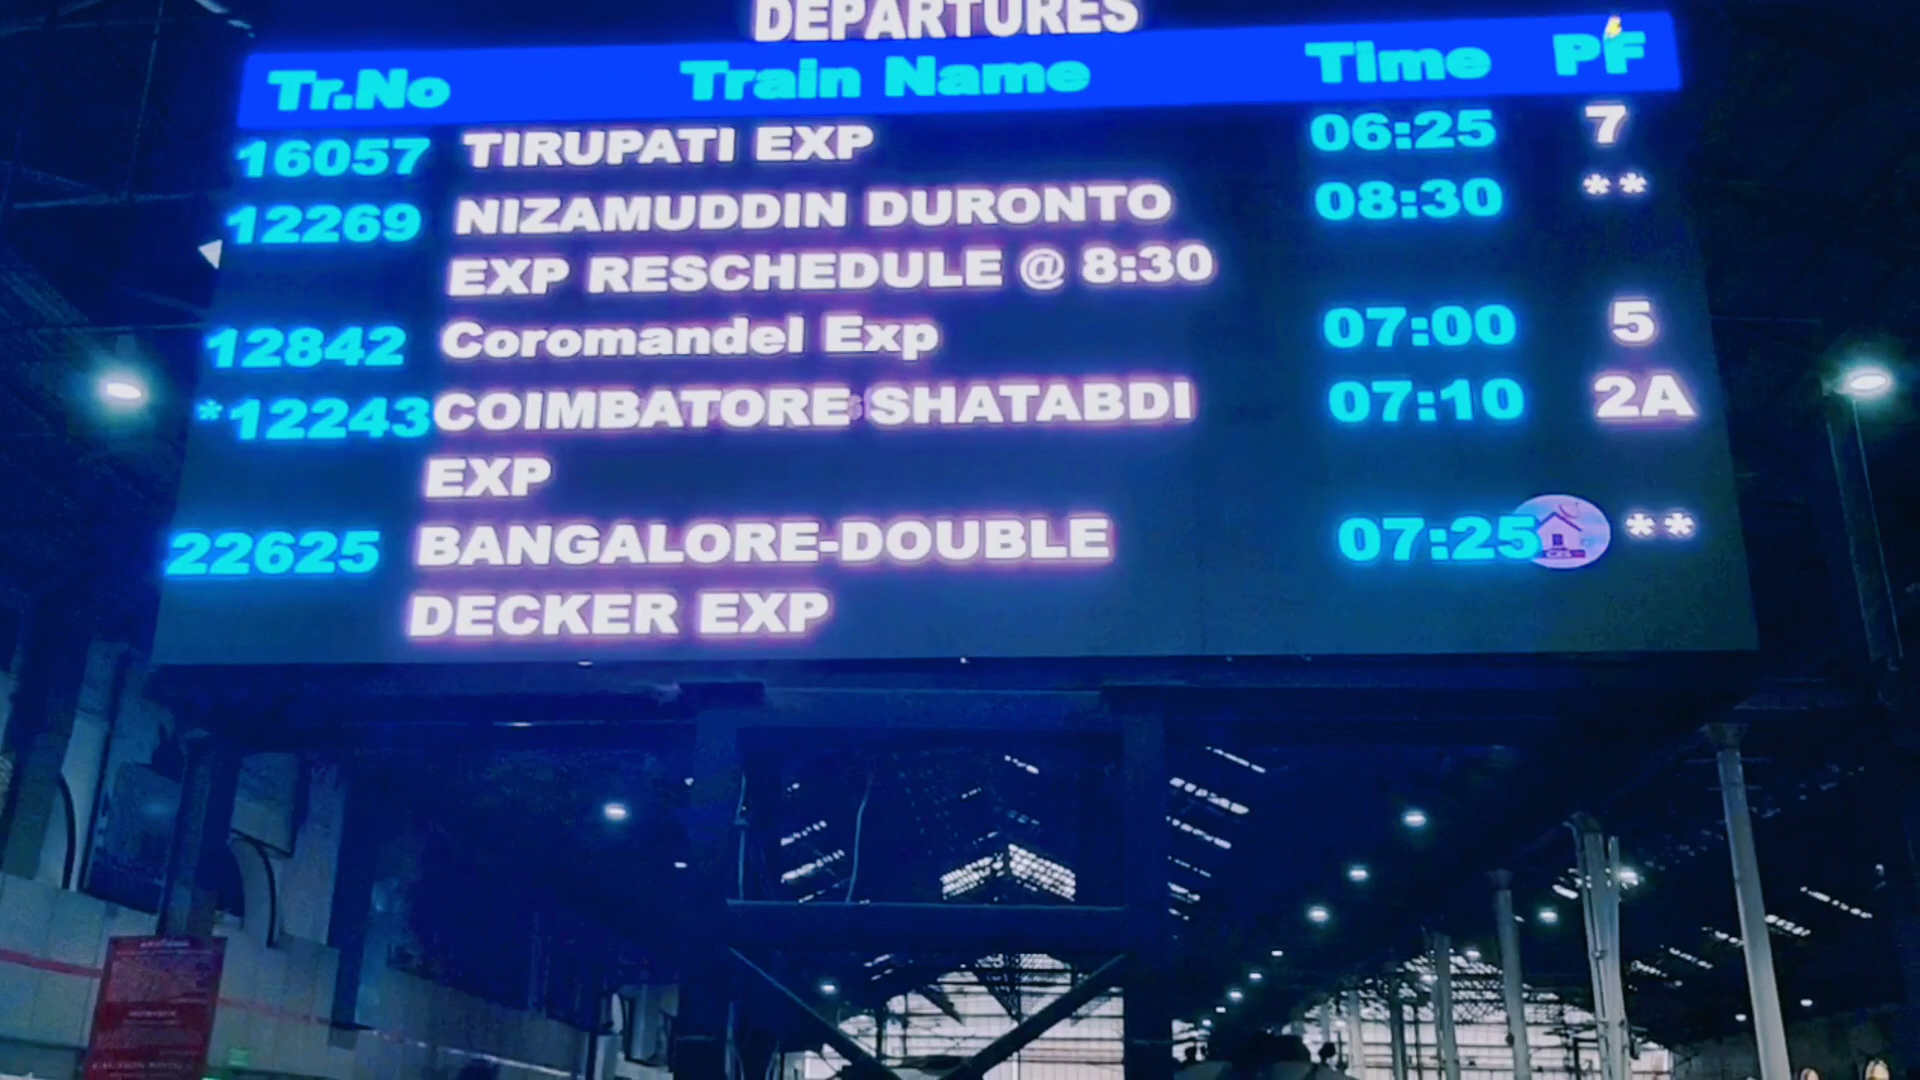 DEPARTURES
Tr.No Train Name Time PF
16057 TIRUPATI EXP 06:25 7
12269 NIZAMUDDIN DURONTO 08:30 **
EXP RESCHEDULE @ 8:30
12842 Coromandel Exp 07:00 5
*12243 COIMBATORE SHATABDI 07:10 2A
EXP
22625 BANGALORE-DOUBLE 07:25 **
DECKER EXP